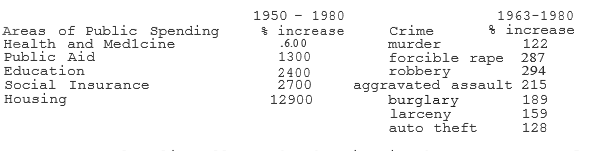 1950 - 1980 1963-1980
Areas of Public Spending % increase Crime % increase
Health and Med1cine .6.00 murder 122
Public Aid 1300 forcible rape 287
Education 2400 robbery 294
Social Insurance 2700 aggravated assault 215
Housing 12900 burglary 189
larceny 159
auto theft 128